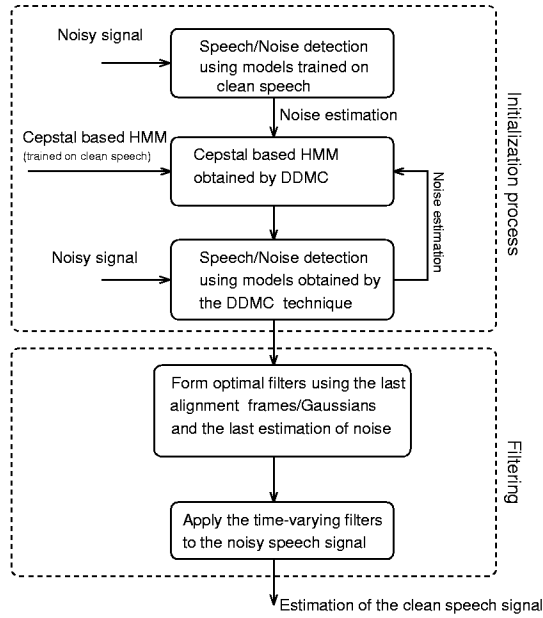 Noisy signal
Speech/Noise detection
using models trained on
clean speech
Noise estimation
Cepstal based HMM
(trained on clean speech)
Cepstal based HMM
obtained by DDMC
Noise estimation
Initialization process
Noisy signal
Speech/Noise detection
using models obtained by
the DDMC technique
Form optimal filters using the last
alignment frames/Gaussians
and the last estimation of noise
Filtering
Apply the time-varying filters
to the noisy speech signal
Estimation of the clean speech signal